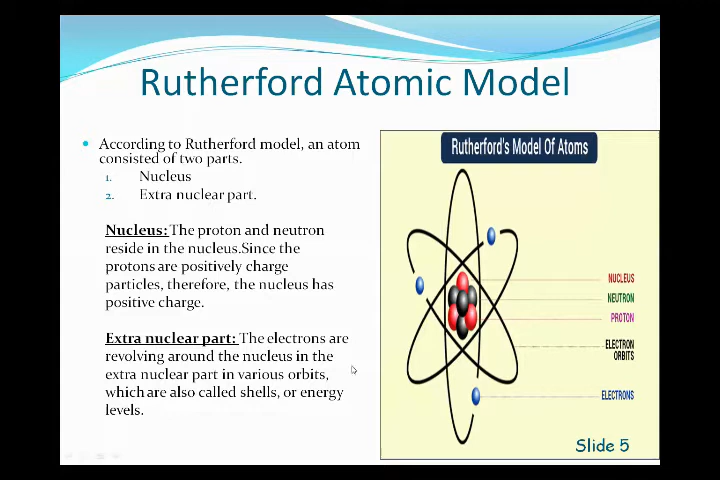 Rutherford Atomic Model
According to Rutherford model, an atom
consisted of two parts.
1. Nucleus
2. Extra nuclear part.
Nucleus: The proton and neutron
reside in the nucleus.Since the
protons are positively charge
particles, therefore, the nucleus has
positive charge.
Extra nuclear part: The electrons are
revolving around the nucleus in the
extra nuclear part in various orbits,
which are also called shells, or energy
levels.
Rutherford's Model Of Atoms
NUCLEUS
NEUTRON
PROTON
ELECTRON
ORBITS
ELECTRONS
Slide 5